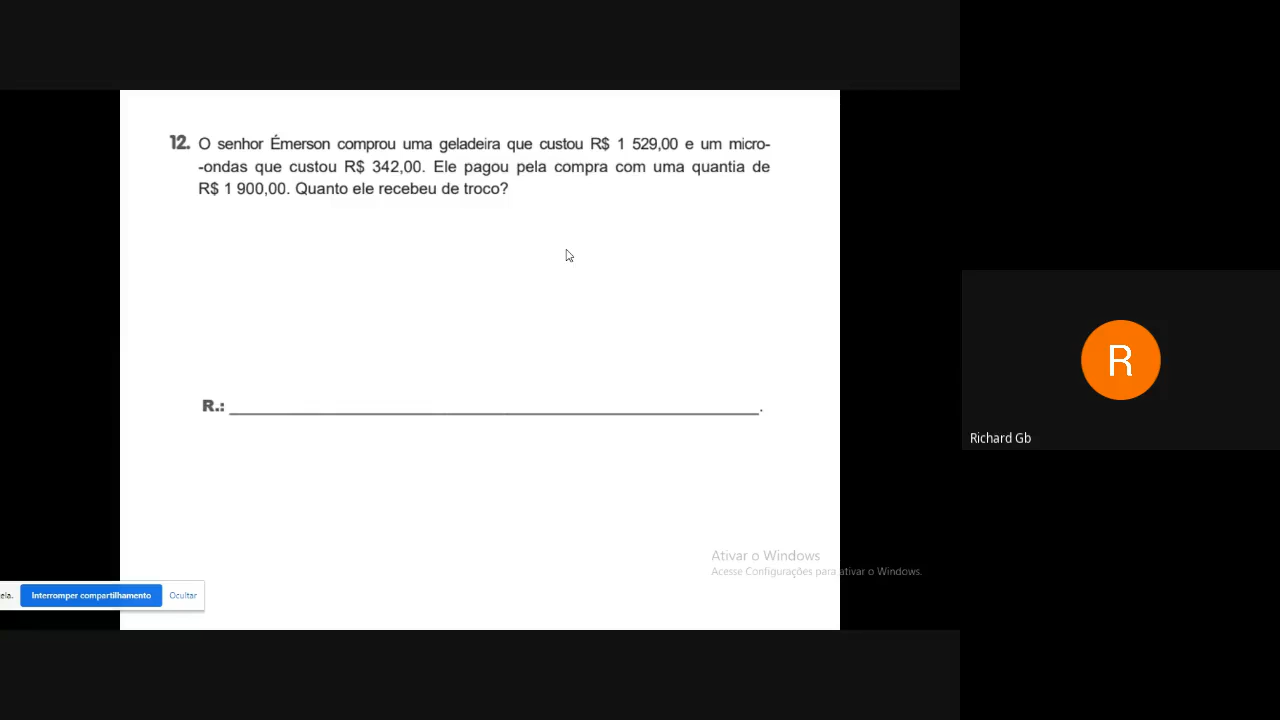 12. O senhor Émerson comprou uma geladeira que custou R$ 1 529,00 e um micro-
-ondas que custou R$ 342,00. Ele pagou pela compra com uma quantia de
R$ 1 900,00. Quanto ele recebeu de troco?
R.: ______________________________.
R
Richard Gb
Ativar o Windows
Acesse Configurações para ativar o Windows.
ela. Interromper compartilhamento Ocultar